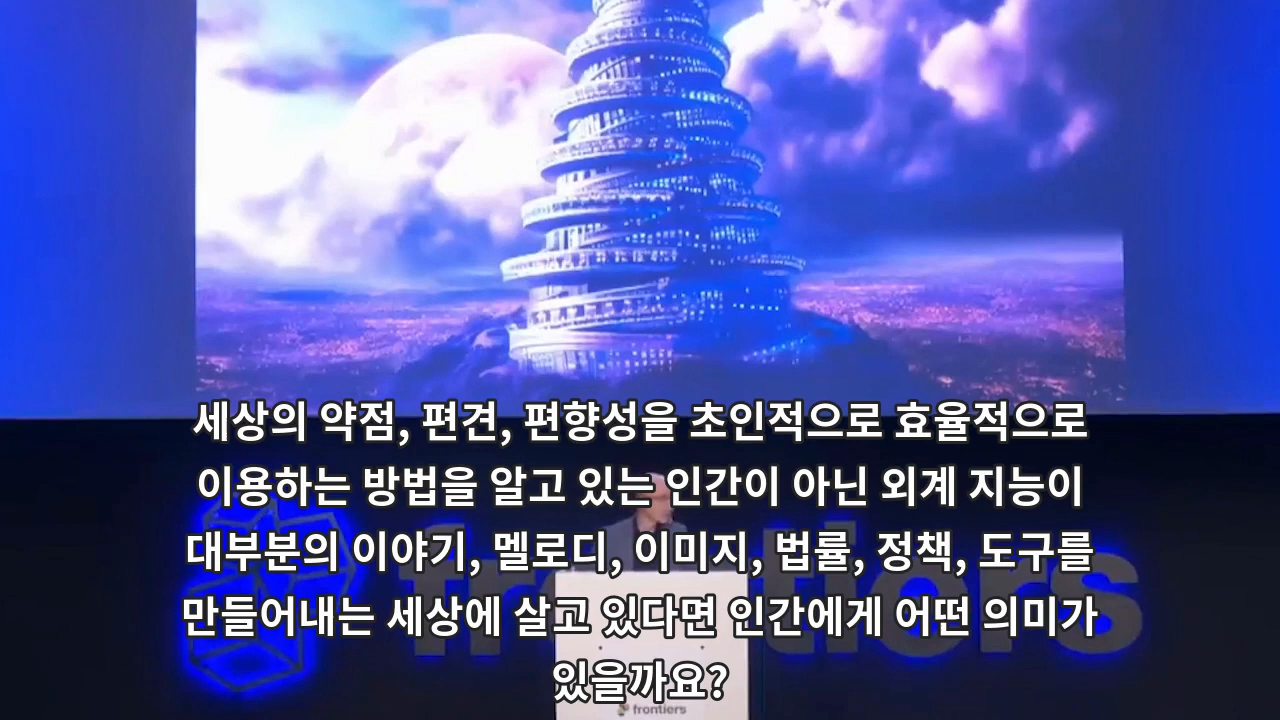 세상의 약점, 편견, 편향성을 초인적으로 효율적으로
이용하는 방법을 알고 있는 인간이 아닌 외계 지능이
대부분의 이야기, 멜로디, 이미지, 법률, 정책, 도구를
만들어내는 세상에 살고 있다면 인간에게 어떤 의미가
있을까요?
frontiers
frontiers